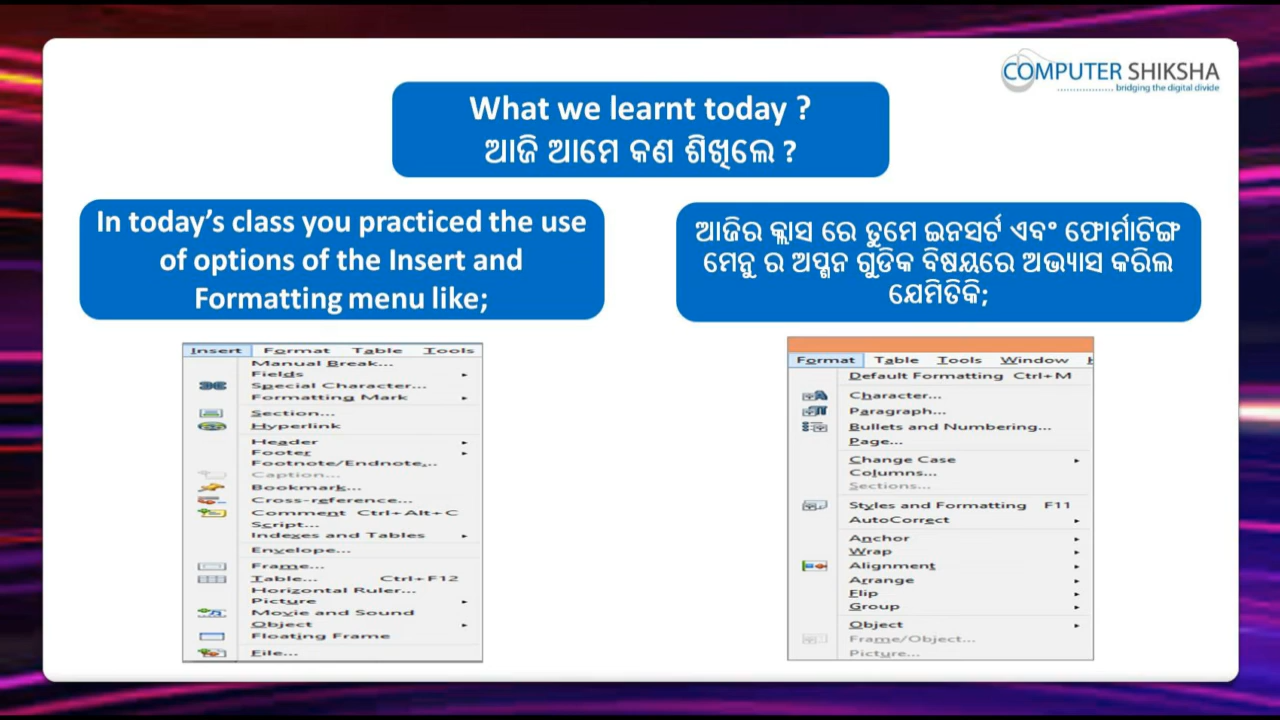 COMPUTER SHIKSHA
bridging the digital divide
What we learnt today ?
ଆଜି ଆମେ କଣ ଶିଖିଲେ ?
In today's class you practiced the use
of options of the Insert and
Formatting menu like;
ଆଜିର କ୍ଲାସ ରେ ତୁମେ ଇନସର୍ଟ ଏବଂ ଫୋର୍ମାଟିଙ୍ଗ
ମେନୁ ର ଅପ୍ଶନ ଗୁଡିକ ବିଷୟରେ ଅଭ୍ୟାସ କରିଲ
ଯେମିତିକି;
Insert Format Table Tools
Manual Break...
Fields
Special Character...
Formatting Mark
Section...
Hyperlink
Header
Footer
Footnote/Endnote...
Caption...
Bookmark...
Cross-reference...
Comment Ctrl+Alt+C
Script...
Indexes and Tables
Envelope...
Frame...
Table... Ctrl+F12
Horizontal Ruler...
Picture
Movie and Sound
Object
Floating Frame
File...
Format Table Tools Window
Default Formatting Ctrl+M
Character...
Paragraph...
Bullets and Numbering...
Page...
Change Case
Columns...
Sections...
Styles and Formatting F11
AutoCorrect
Anchor
Wrap
Alignment
Arrange
Flip
Group
Object
Frame/Object...
Picture...